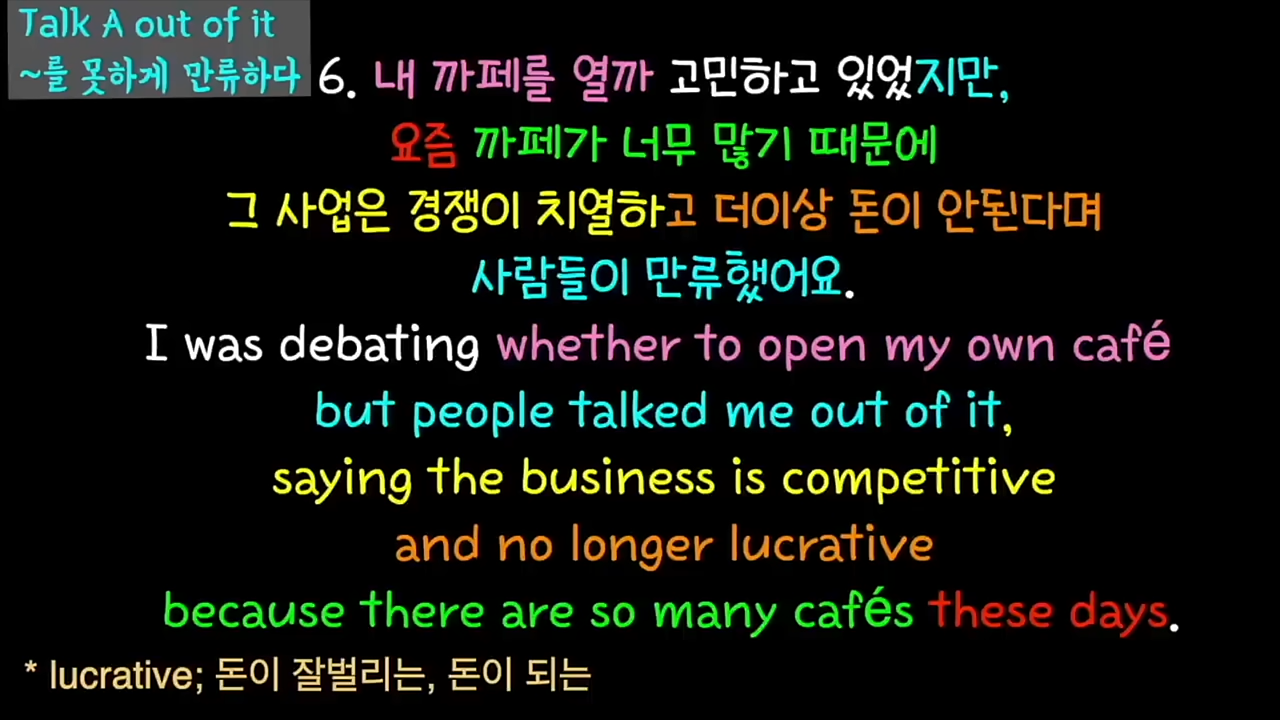 Talk A out of it
~를 못하게 만류하다
6. 내 까페를 열까 고민하고 있었지만,
요즘 까페가 너무 많기 때문에
그 사업은 경쟁이 치열하고 더이상 돈이 안된다며
사람들이 만류했어요.
I was debating whether to open my own café
but people talked me out of it,
saying the business is competitive
and no longer lucrative
because there are so many cafés these days.
* lucrative; 돈이 잘벌리는, 돈이 되는